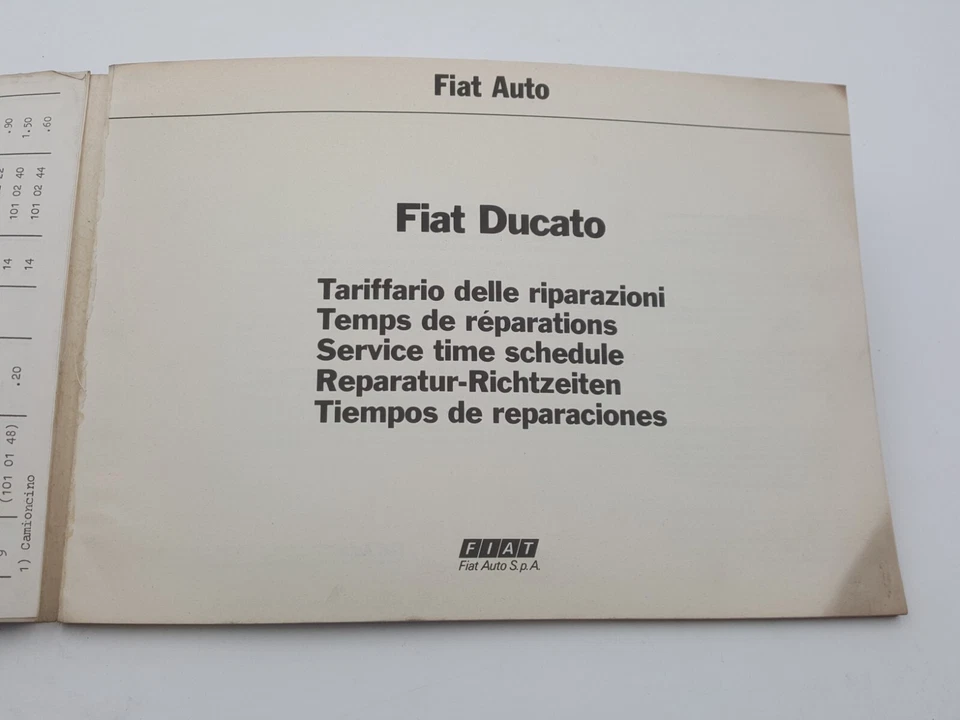 Fiat Auto
Fiat Ducato
Tariffario delle riparazioni
Temps de réparations
Service time schedule
Reparatur-Richtzeiten
Tiempos de reparaciones
FIAT
Fiat Auto S.p.A.
14 101 02 40 1.50
14 101 02 44 .60
.90
9 (101 01 48) .20
1) Camioncino